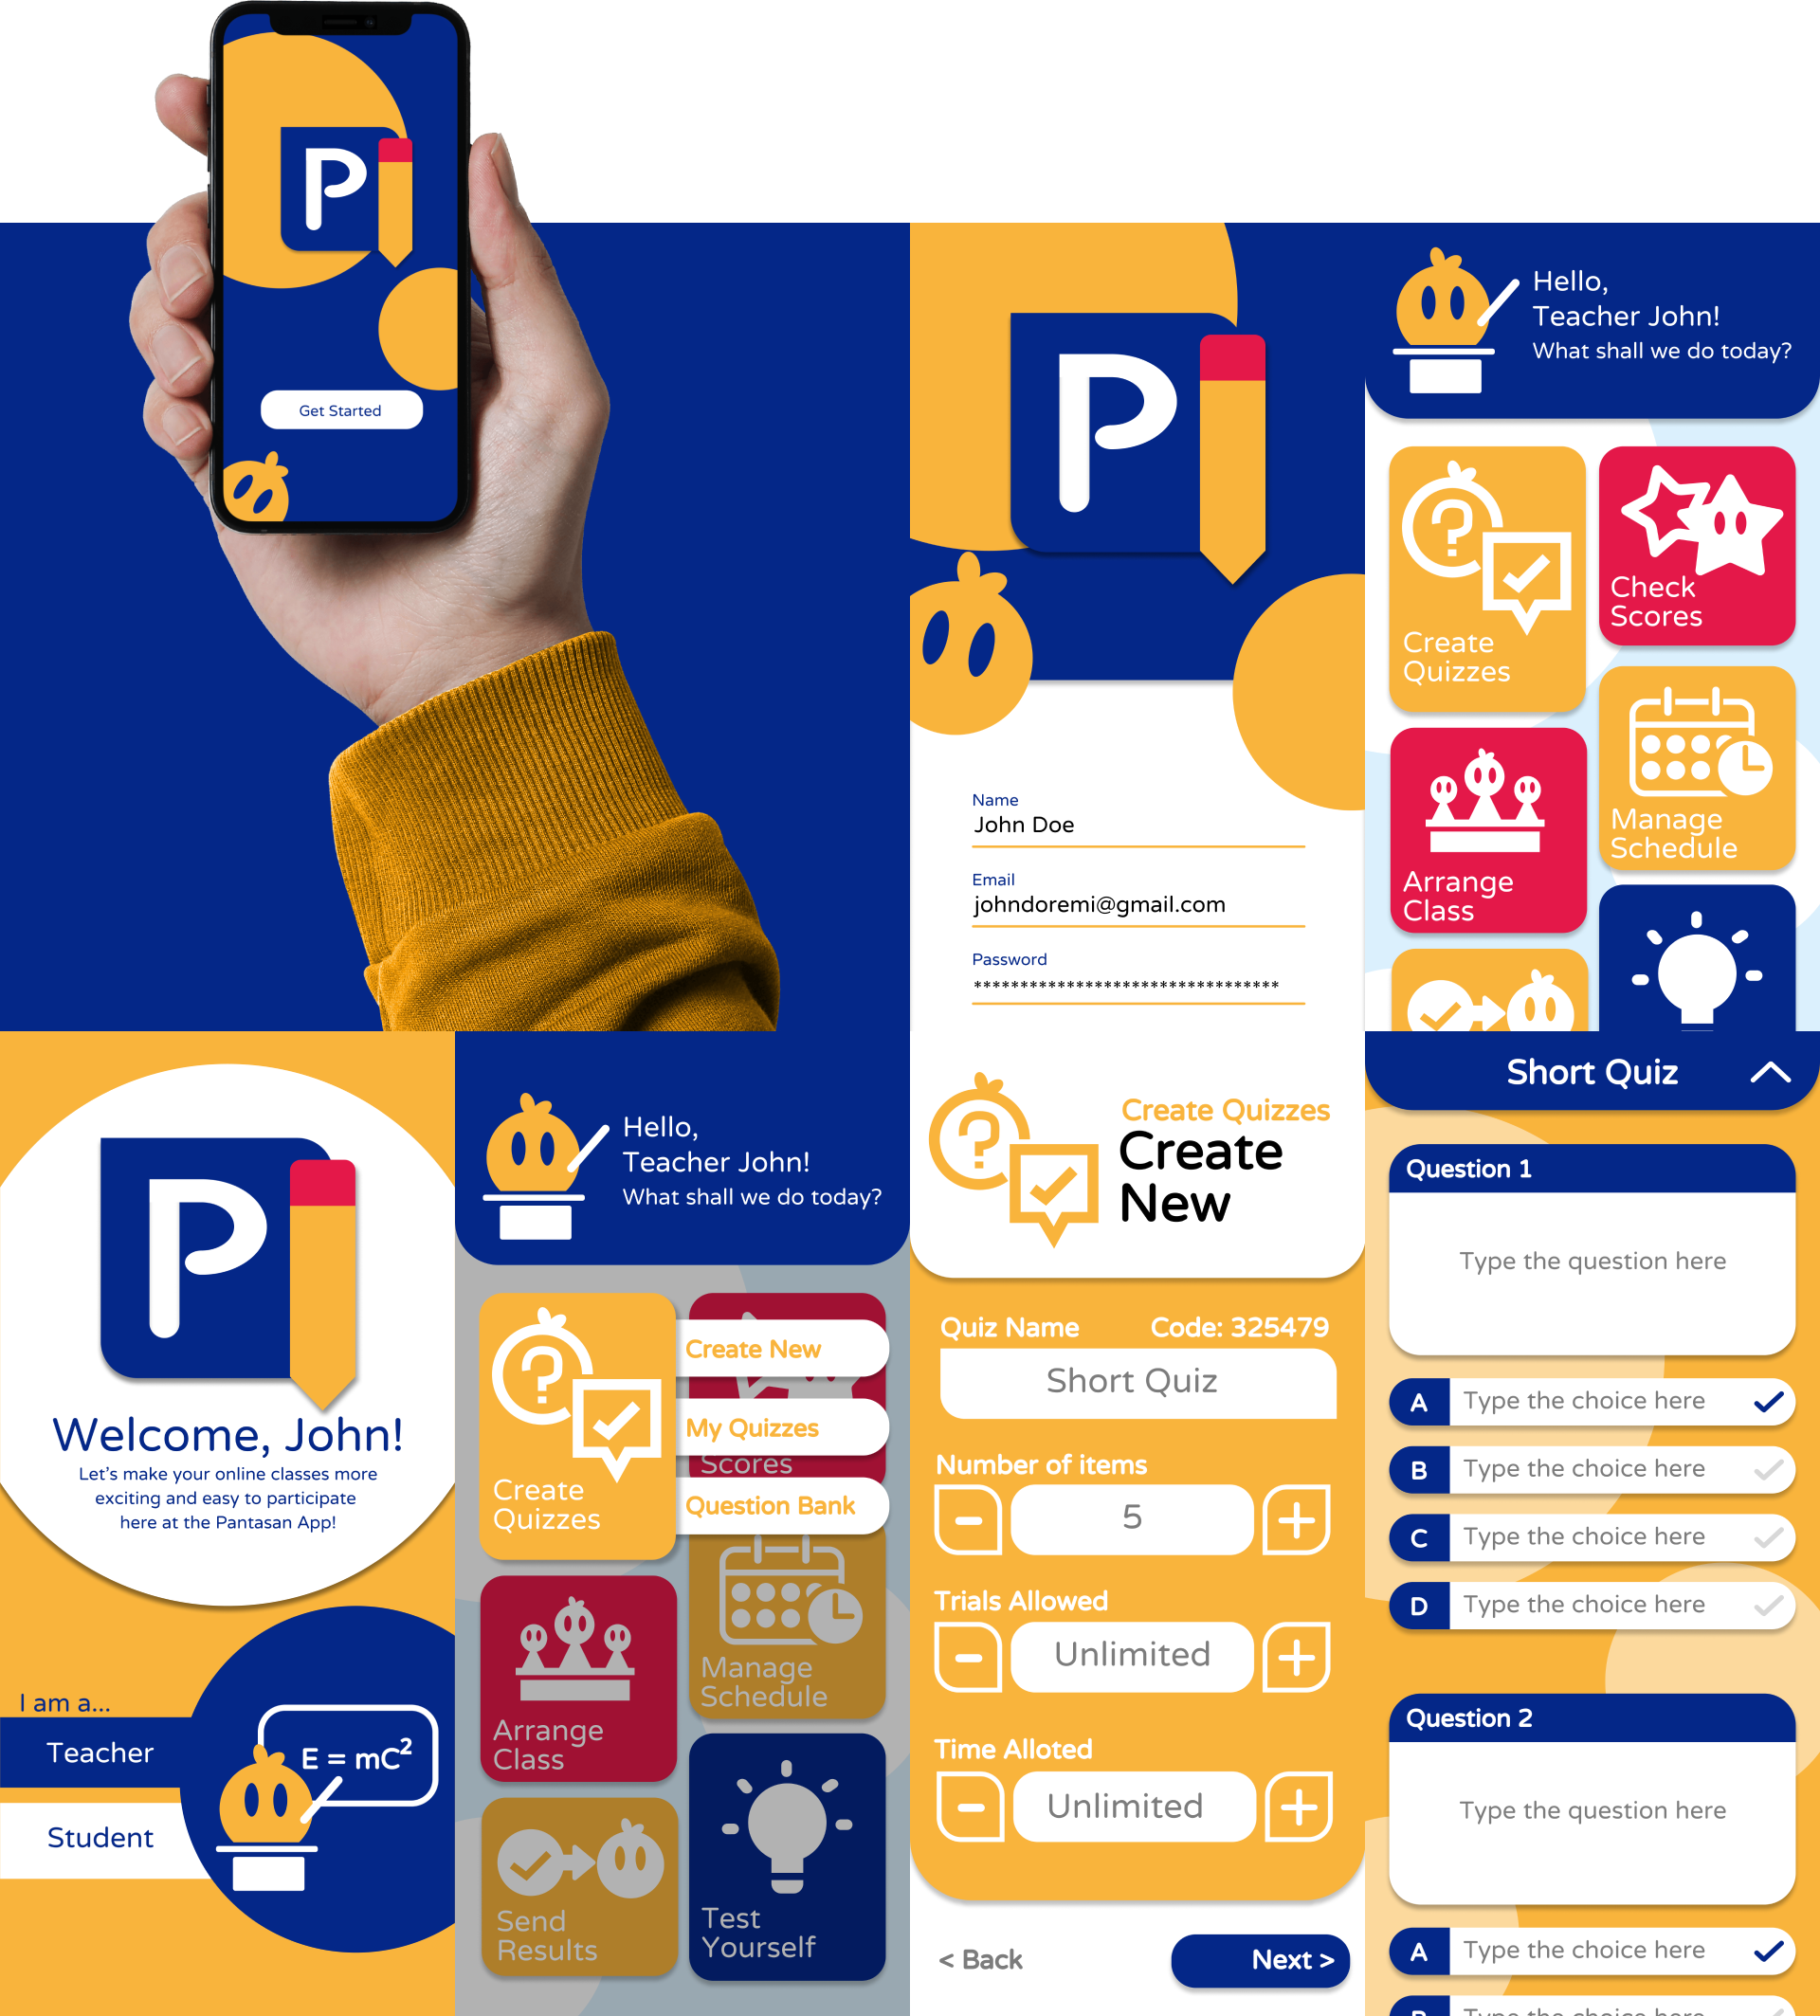 Pi
Get Started
Pi
Name
John Doe
Email
johndoremi@gmail.com
Password
*********************************
Hello,
Teacher John!
What shall we do today?
Create
Quizzes
Check
Scores
Arrange
Class
Manage
Schedule
Pi
Welcome, John!
Let's make your online classes more
exciting and easy to participate
here at the Pantasan App!
I am a...
Teacher
Student
E = mC²
Hello,
Teacher John!
What shall we do today?
Create
Quizzes
Create New
My Quizzes
Scores
Question Bank
Arrange
Class
Manage
Schedule
Send
Results
Test
Yourself
Create Quizzes
Create
New
Quiz Name
Code: 325479
Short Quiz
Number of items
5
Trials Allowed
Unlimited
Time Alloted
Unlimited
< Back
Next >
Short Quiz
Question 1
Type the question here
A Type the choice here
B Type the choice here
C Type the choice here
D Type the choice here
Question 2
Type the question here
A Type the choice here